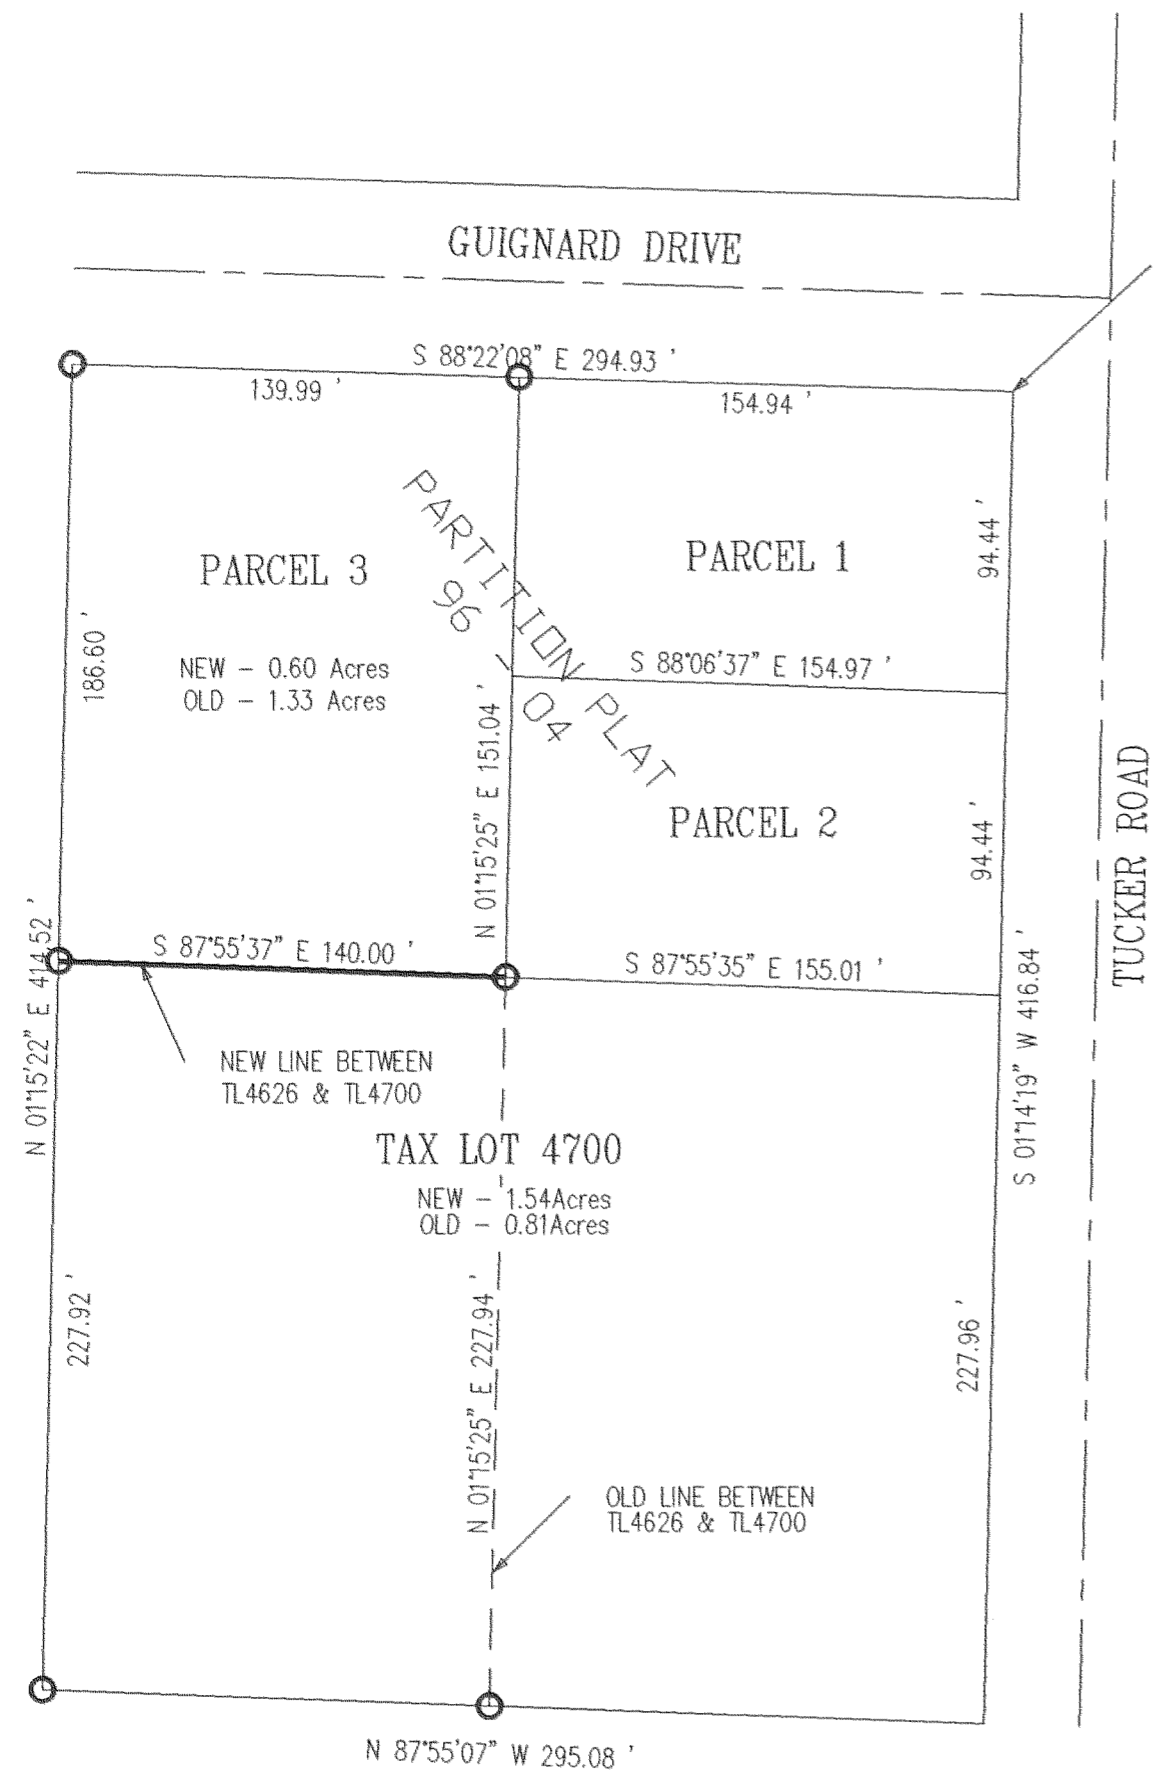 GUIGNARD DRIVE
S 88°22'08" E 294.93 '
139.99 '
154.94 '
PARTITION PLAT
96 - 04
PARCEL 3
NEW - 0.60 Acres
OLD - 1.33 Acres
186.60 '
PARCEL 1
94.44 '
S 88°06'37" E 154.97 '
N 01°15'25" E 151.04 '
PARCEL 2
94.44 '
TUCKER ROAD
N 01°15'22" E 414.52 '
S 87°55'37" E 140.00 '
S 87°55'35" E 155.01 '
S 01°14'19" W 416.84 '
NEW LINE BETWEEN
TL4626 & TL4700
TAX LOT 4700
NEW - 1.54Acres
OLD - 0.81Acres
227.92 '
N 01°15'25" E 227.94 '
227.96 '
OLD LINE BETWEEN
TL4626 & TL4700
N 87°55'07" W 295.08 '